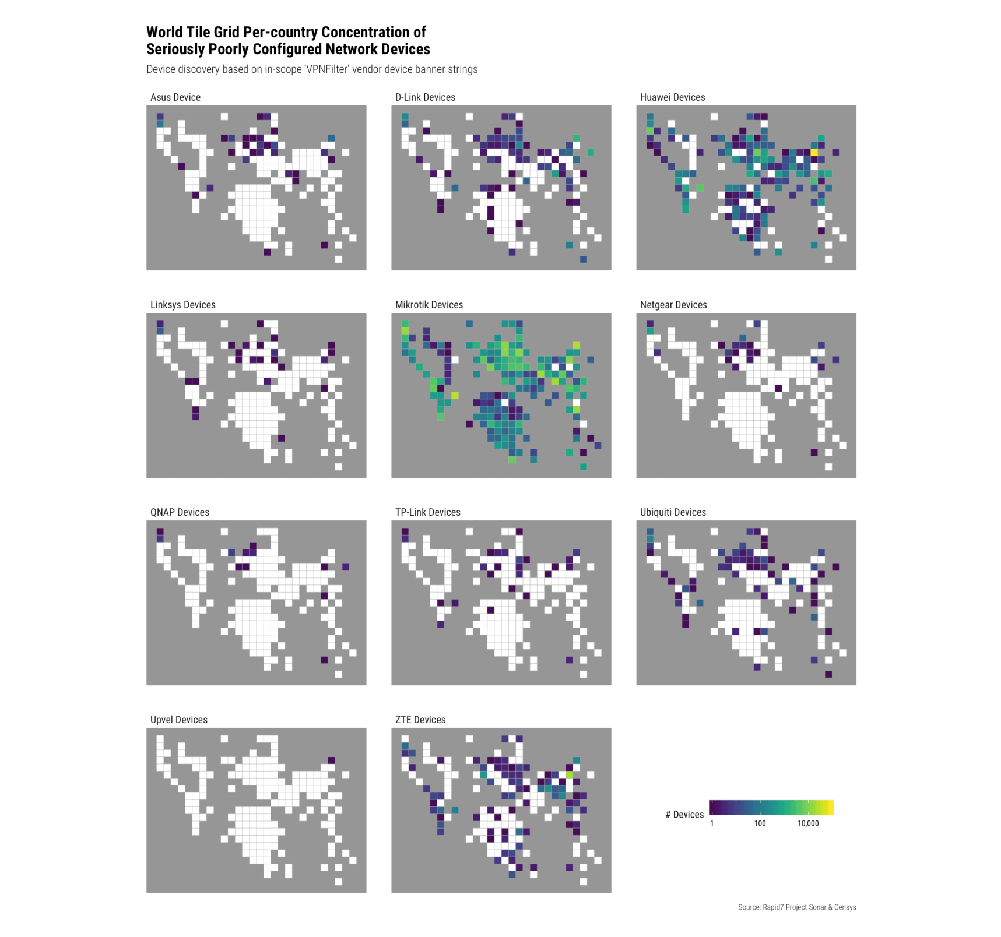 World Tile Grid Per-country Concentration of
Seriously Poorly Configured Network Devices
Device discovery based on in-scope 'VPNFilter' vendor device banner strings
Asus Device
D-Link Devices
Huawei Devices
Linksys Devices
Mikrotik Devices
Netgear Devices
QNAP Devices
TP-Link Devices
Ubiquiti Devices
Upvel Devices
ZTE Devices
# Devices
1 100 10,000
Source: Rapid7 Project Sonar & Censys